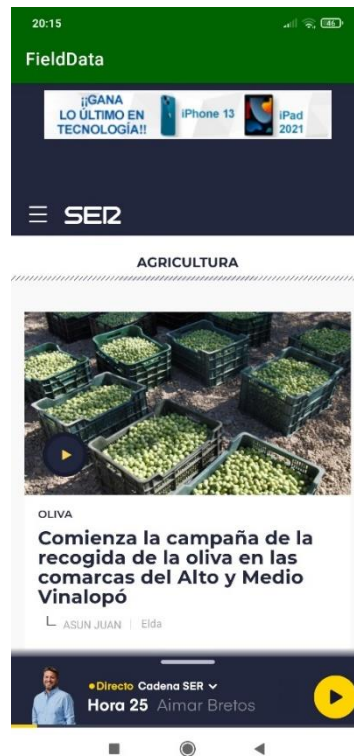 20:15
46
FieldData
¡¡GANA
LO ÚLTIMO EN
TECNOLOGÍA!!
iPhone 13
iPad
2021
SER
AGRICULTURA
OLIVA
Comienza la campaña de la
recogida de la oliva en las
comarcas del Alto y Medio
Vinalopó
ASUN JUAN | Elda
Directo Cadena SER
Hora 25 Aimar Bretos